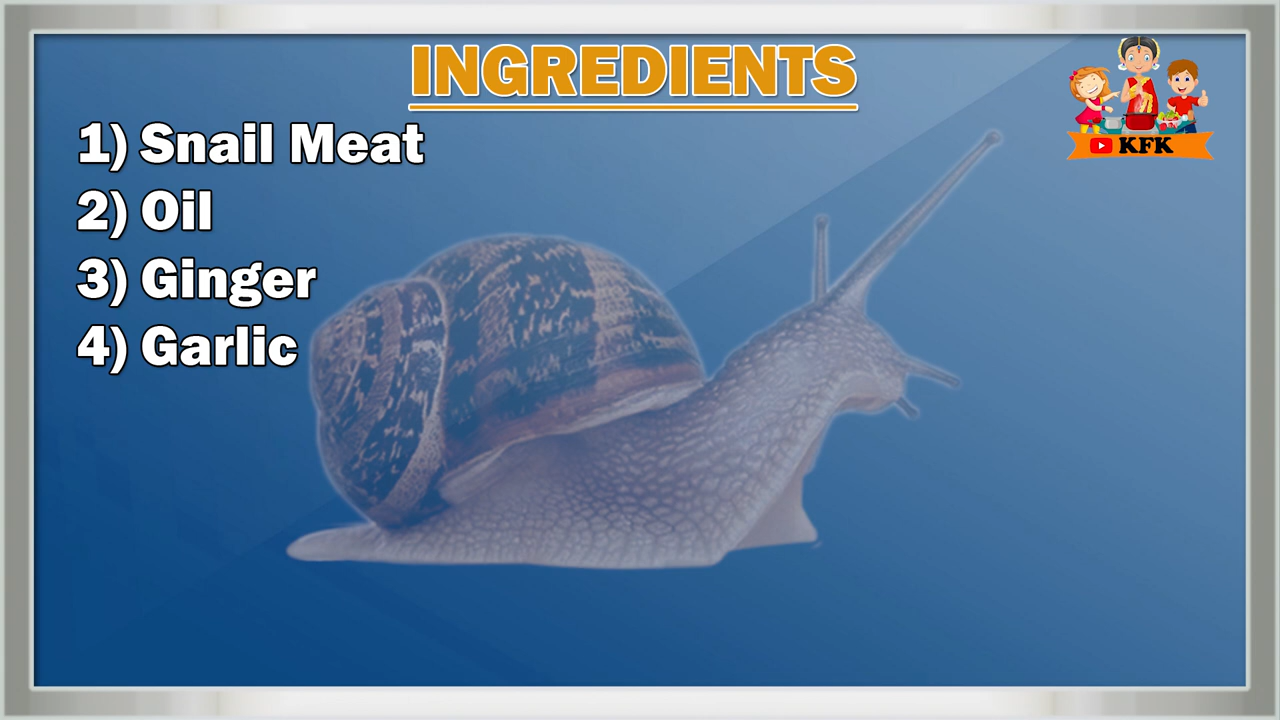 INGREDIENTS
1) Snail Meat
2) Oil
3) Ginger
4) Garlic
KFK